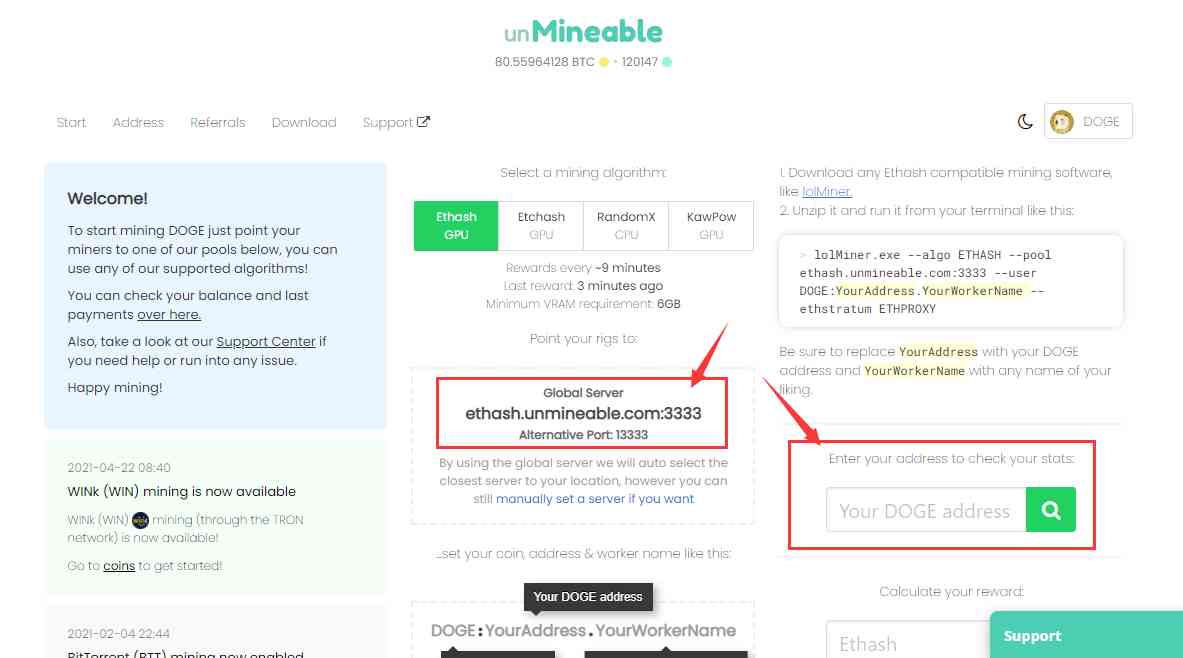 unMineable
80.55964128 BTC - 120147
Start Address Referrals Download Support
DOGE
Welcome!
To start mining DOGE just point your
miners to one of our pools below, you can
use any of our supported algorithms!
You can check your balance and last
payments over here.
Also, take a look at our Support Center if
you need help or run into any issue.
Happy mining!
2021-04-22 08:40
WINk (WIN) mining is now available
WINk (WIN) mining (through the TRON
network) is now available!
Go to coins to get started!
2021-02-04 22:44
BitTorrent (BTT) mining now enabled
Select a mining algorithm:
Ethash
GPU
Etchash
GPU
RandomX
CPU
KawPow
GPU
Rewards every ~9 minutes
Last reward: 3 minutes ago
Minimum VRAM requirement: 6GB
Point your rigs to:
Global Server
ethash.unmineable.com:3333
Alternative Port: 13333
By using the global server we will auto select the
closest server to your location, however you can
still manually set a server if you want.
...set your coin, address & worker name like this:
Your DOGE address
DOGE:YourAddress.YourWorkerName
1. Download any Ethash compatible mining software,
like lolMiner.
2. Unzip it and run it from your terminal like this:
> lolMiner.exe --algo ETHASH --pool
ethash.unmineable.com:3333 --user
DOGE:YourAddress.YourWorkerName --
ethstratum ETHPROXY
Be sure to replace YourAddress with your DOGE
address and YourWorkerName with any name of your
liking.
Enter your address to check your stats:
Your DOGE address
Calculate your reward:
Ethash
Support